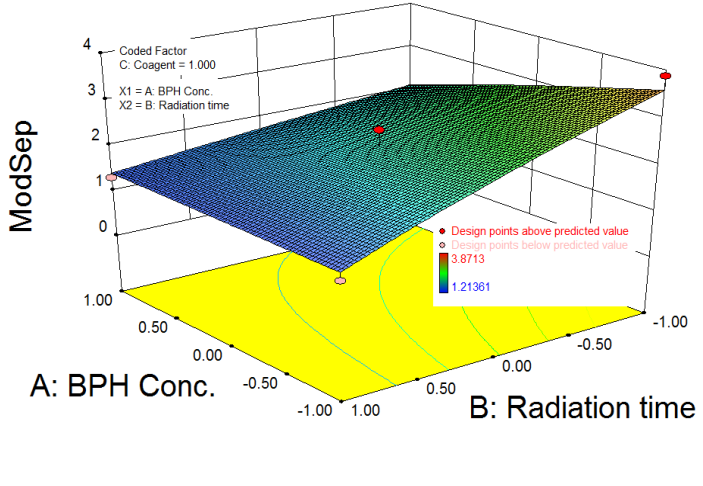 4
3
2
1
0
ModSep
Coded Factor
C: Coagent = 1.000
X1 = A: BPH Conc.
X2 = B: Radiation time
Design points above predicted value
Design points below predicted value
3.8713
1.21361
1.00
0.50
0.00
-0.50
-1.00
A: BPH Conc.
1.00
0.50
0.00
-0.50
-1.00
B: Radiation time